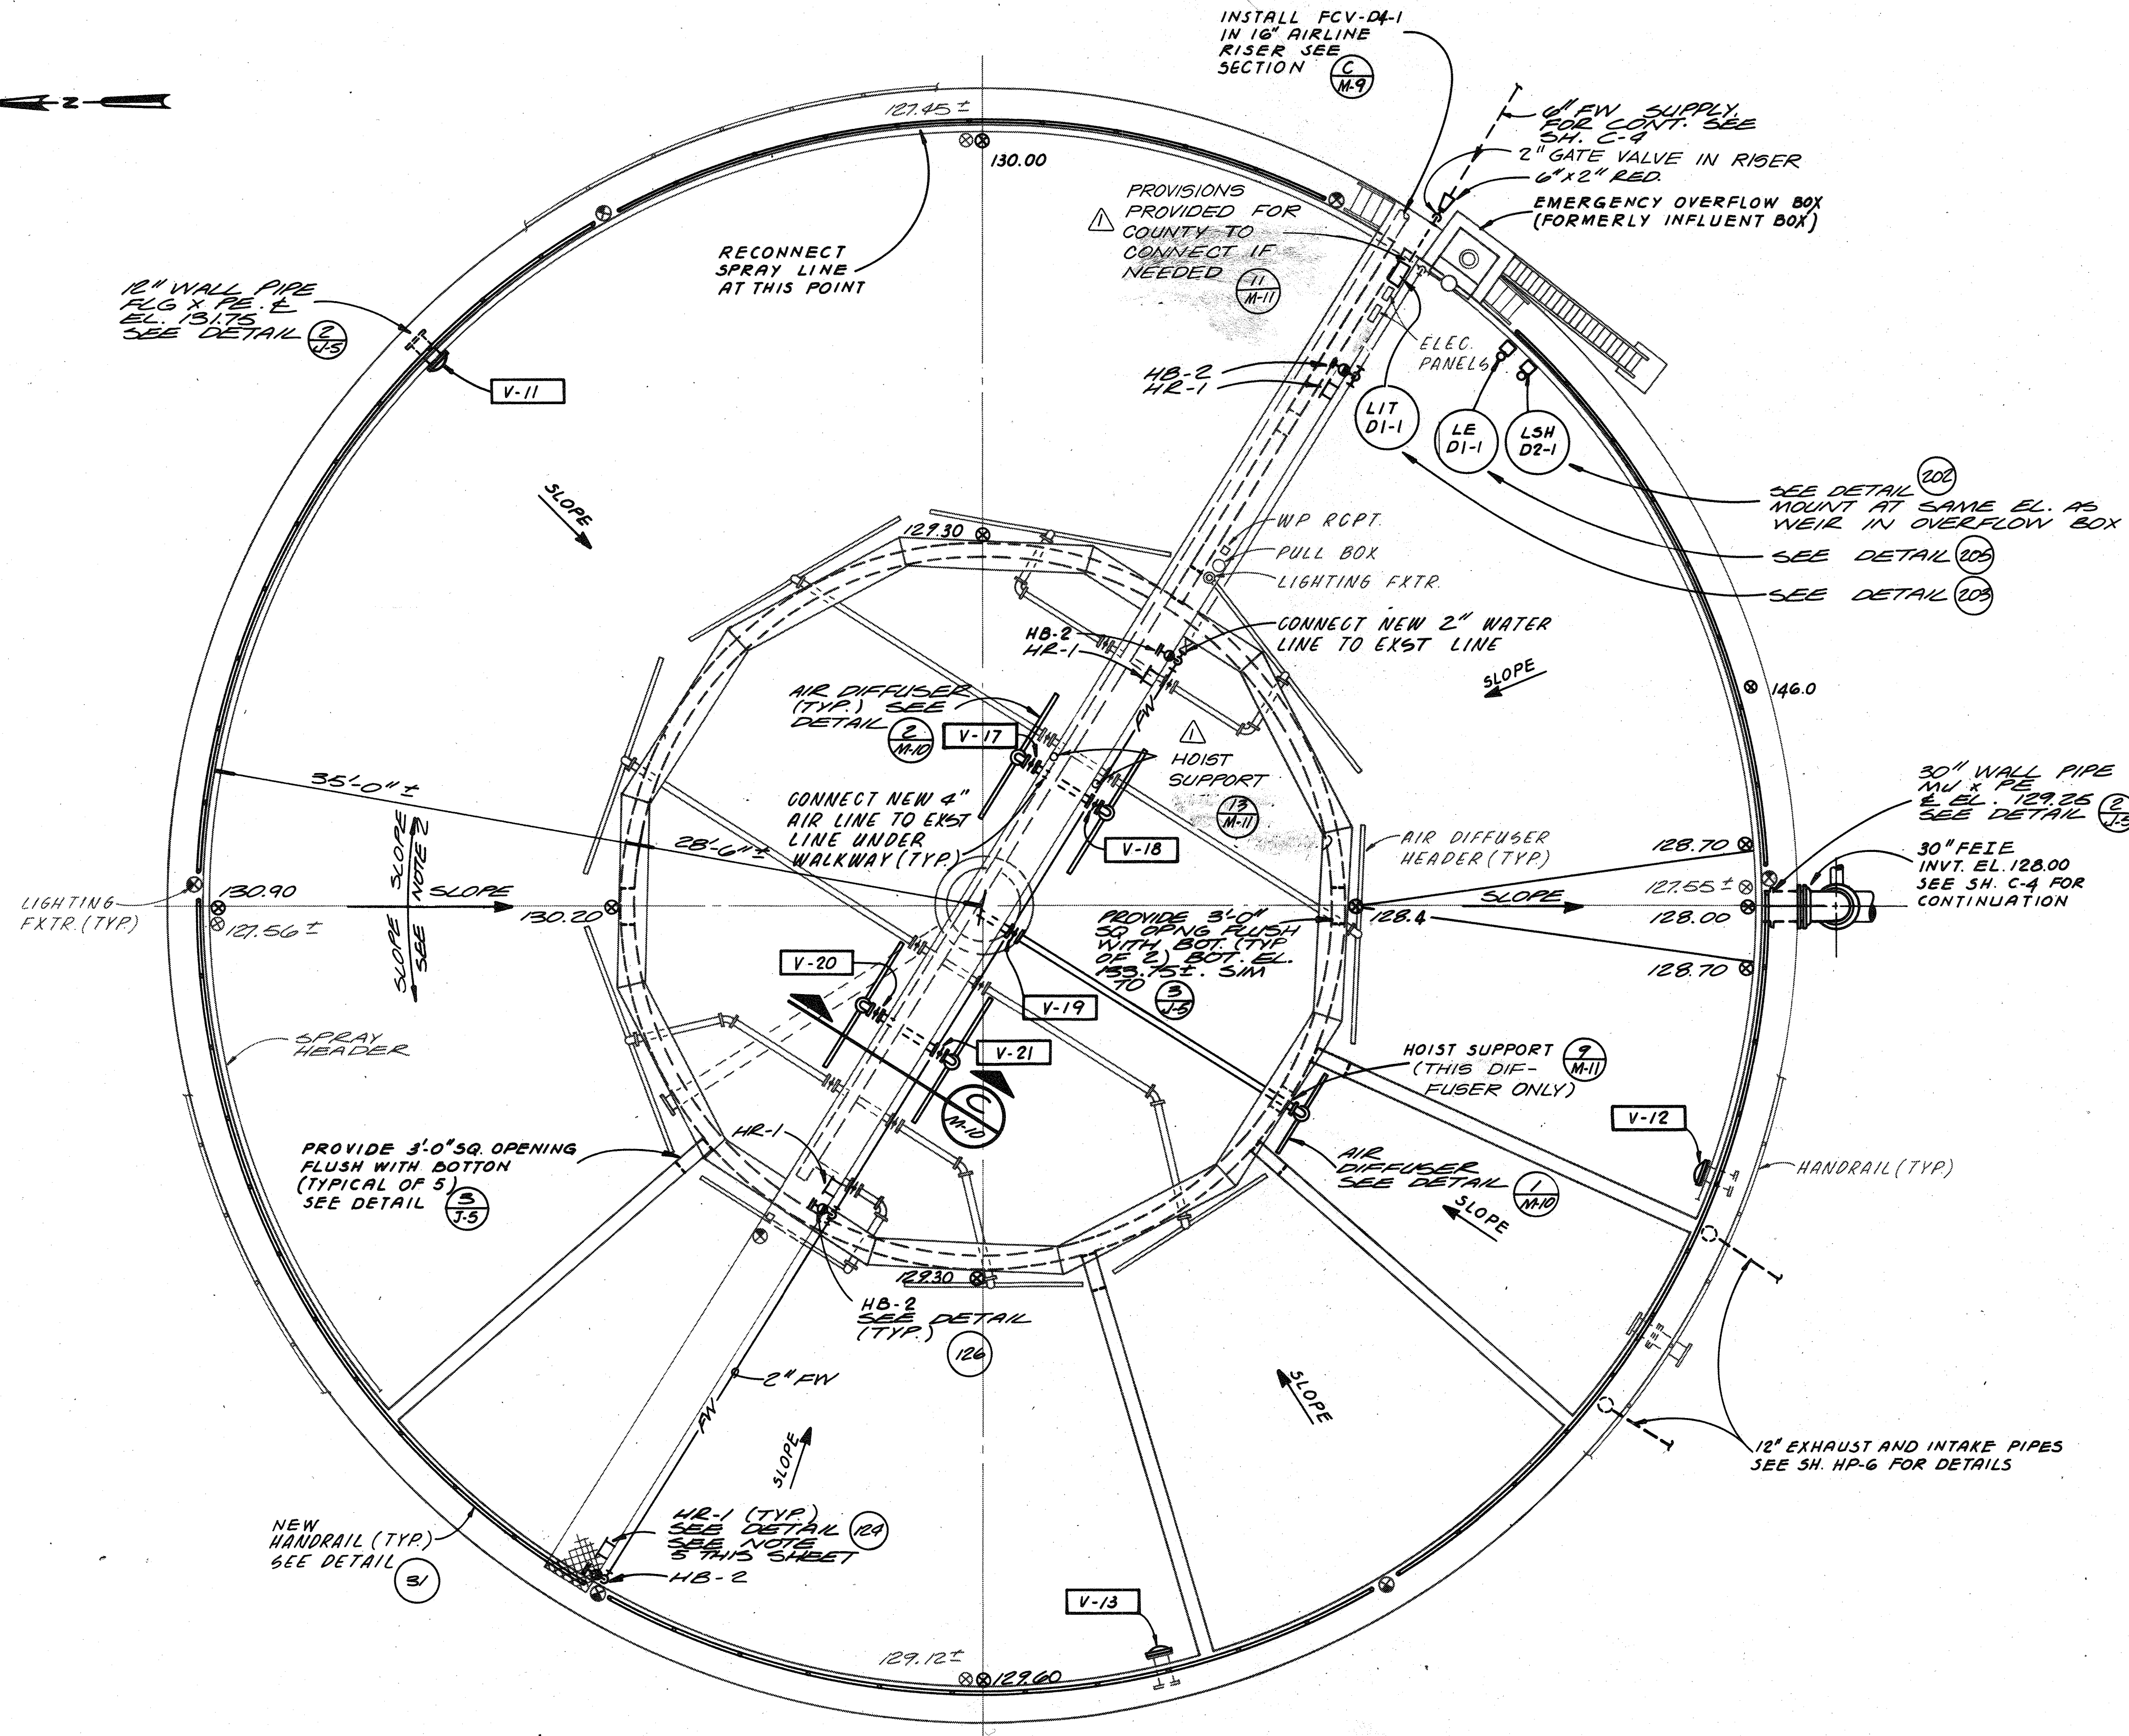 INSTALL FCV-D4-1
IN 16" AIRLINE
RISER SEE
SECTION C
M-9
N
127.45 ±
130.00
6" FW SUPPLY.
FOR CONT. SEE
SH. C-4
2" GATE VALVE IN RISER
6"X2" RED.
EMERGENCY OVERFLOW BOX
(FORMERLY INFLUENT BOX)
PROVISIONS
1 PROVIDED FOR
COUNTY TO
CONNECT IF
NEEDED 11
M-11
RECONNECT
SPRAY LINE
AT THIS POINT
12" WALL PIPE
FLG X PE. ℄
EL. 131.75
SEE DETAIL 2
J-5
V-11
ELEC.
PANELS
HB-2
HR-1
LIT
D1-1
LE
D1-1
LSH
D2-1
SEE DETAIL 202
MOUNT AT SAME EL. AS
WEIR IN OVERFLOW BOX
SEE DETAIL 205
SEE DETAIL 203
SLOPE
129.30
WP RCPT.
PULL BOX
LIGHTING FXTR.
CONNECT NEW 2" WATER
LINE TO EXST LINE
HB-2
HR-1
SLOPE
146.0
AIR DIFFUSER
(TYP.) SEE
DETAIL 2
M-10
V-17
FW
1
HOIST
SUPPORT
13
M-11
30" WALL PIPE
MJ X PE
℄ EL. 129.25
SEE DETAIL 2
J-5
35'-0" ±
28'-6" ±
CONNECT NEW 4"
AIR LINE TO EXST
LINE UNDER
WALKWAY (TYP.)
V-18
AIR DIFFUSER
HEADER (TYP)
128.70
127.55 ±
128.00
128.70
30" FEIE
INVT. EL. 128.00
SEE SH. C-4 FOR
CONTINUATION
LIGHTING
FXTR. (TYP.)
130.90
127.56 ±
SLOPE SLOPE
SEE NOTE 2
SLOPE
130.20
PROVIDE 3'-0"
SQ OPNG FLUSH
WITH BOT. (TYP
OF 2) BOT. EL.
133.75±. SIM
TO 3
J-5
128.4
SLOPE
V-20
V-19
V-21
C
M-10
SPRAY
HEADER
HOIST SUPPORT 9
M-11
(THIS DIF-
FUSER ONLY)
V-12
HANDRAIL (TYP.)
PROVIDE 3'-0" SQ. OPENING
FLUSH WITH BOTTON
(TYPICAL OF 5)
SEE DETAIL 3
J-5
HR-1
AIR
DIFFUSER
SEE DETAIL 1
M-10
SLOPE
129.30
HB-2
SEE DETAIL
(TYP.)
126
2" FW
FW
SLOPE
SLOPE
12" EXHAUST AND INTAKE PIPES
SEE SH. HP-6 FOR DETAILS
NEW
HANDRAIL (TYP.)
SEE DETAIL
31
HR-1 (TYP.)
SEE DETAIL 124
SEE NOTE
5 THIS SHEET
HB-2
V-13
129.12 ±
129.60